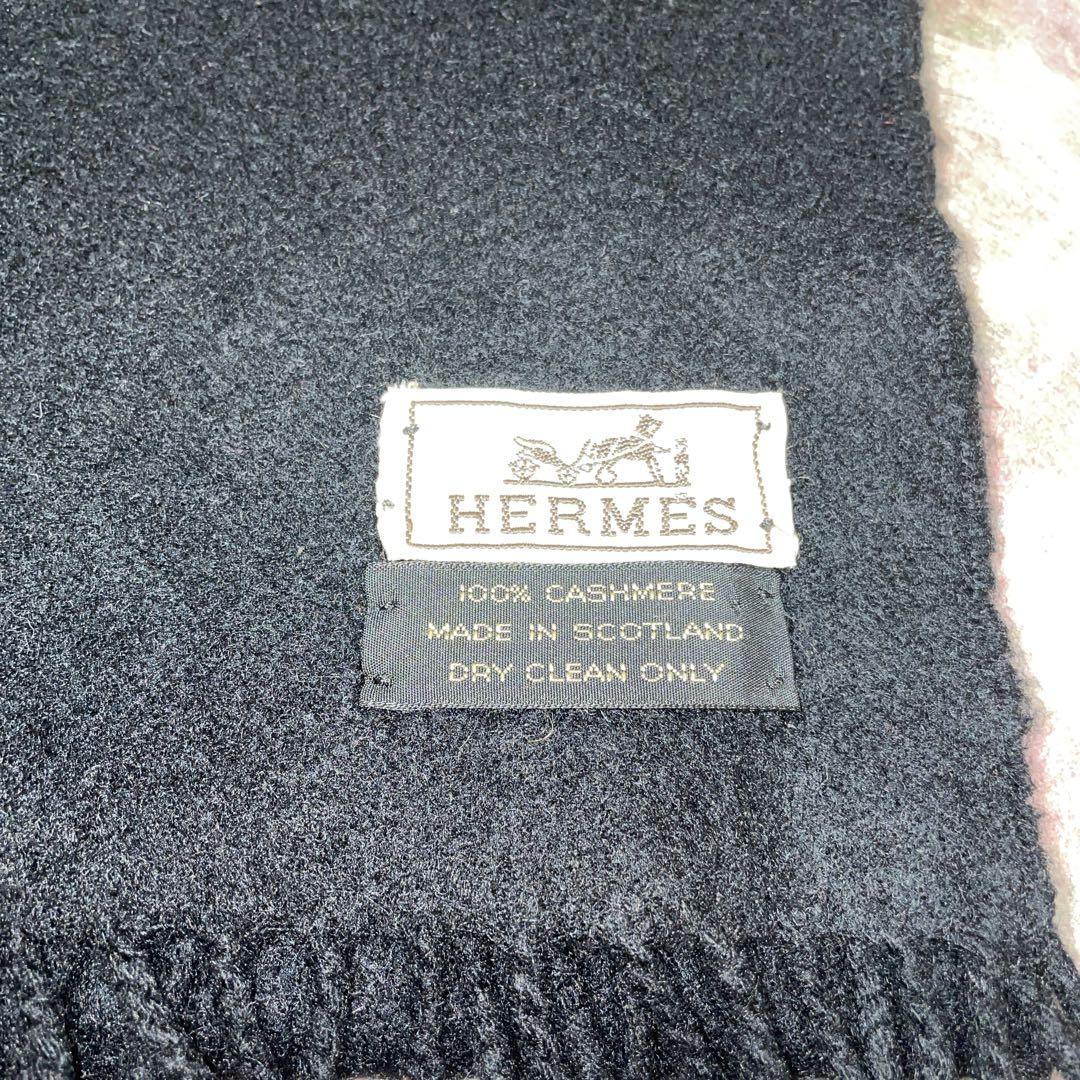 HERMES
100% CASHMERE
MADE IN SCOTLAND
DRY CLEAN ONLY